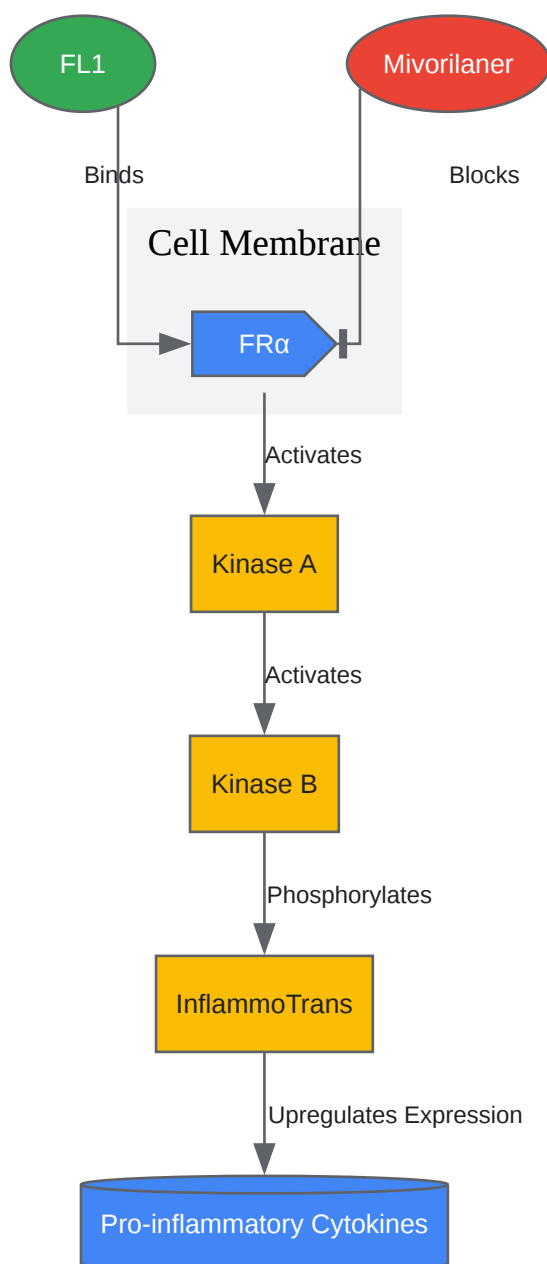 FL1
Mivorilaner
Binds
Blocks
Cell Membrane
FRα
Activates
Kinase A
Activates
Kinase B
Phosphorylates
InflammoTrans
Upregulates Expression
Pro-inflammatory Cytokines